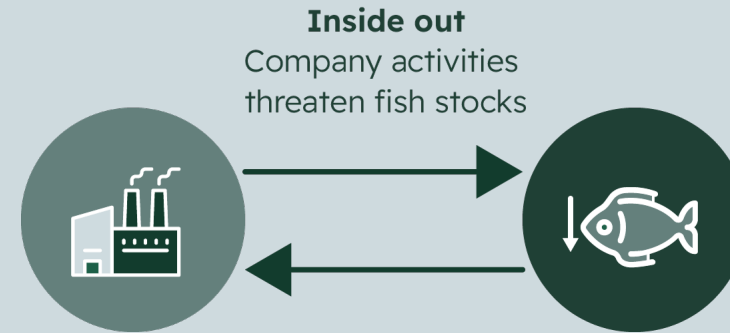 Inside out
Company activities
threaten fish stocks